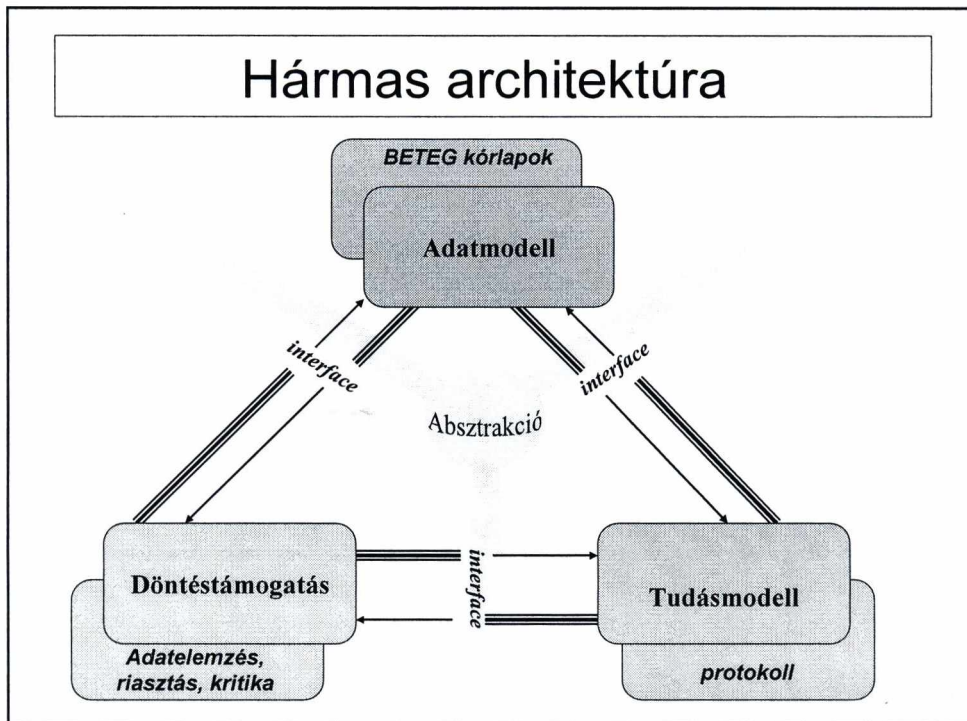 Hármas architektúra
BETEG kórlapok
Adatmodell
interface
interface
Absztrakció
Döntéstámogatás
interface
Tudásmodell
Adatelemzés,
riasztás, kritika
protokoll